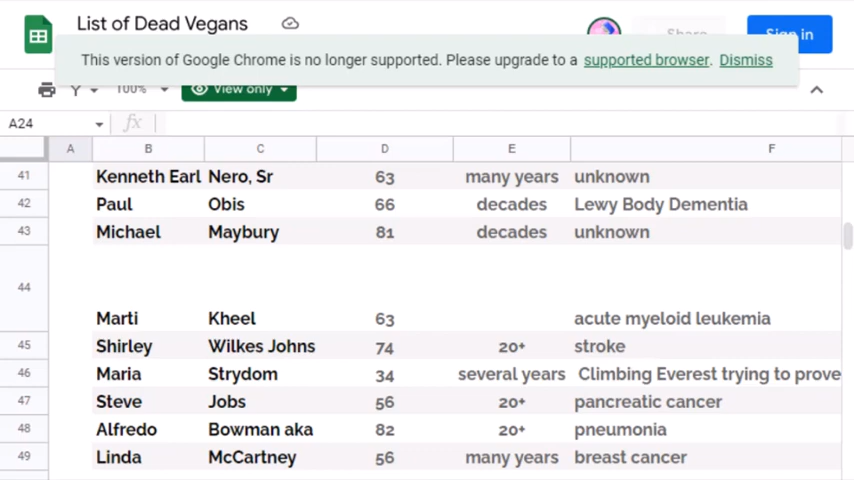 List of Dead Vegans
Share
Sign in
This version of Google Chrome is no longer supported. Please upgrade to a supported browser. Dismiss
100%
View only
A24
fx
A B C D E F
41 Kenneth Earl Nero, Sr 63 many years unknown
42 Paul Obis 66 decades Lewy Body Dementia
43 Michael Maybury 81 decades unknown
44 Marti Kheel 63 acute myeloid leukemia
45 Shirley Wilkes Johns 74 20+ stroke
46 Maria Strydom 34 several years Climbing Everest trying to prove
47 Steve Jobs 56 20+ pancreatic cancer
48 Alfredo Bowman aka 82 20+ pneumonia
49 Linda McCartney 56 many years breast cancer